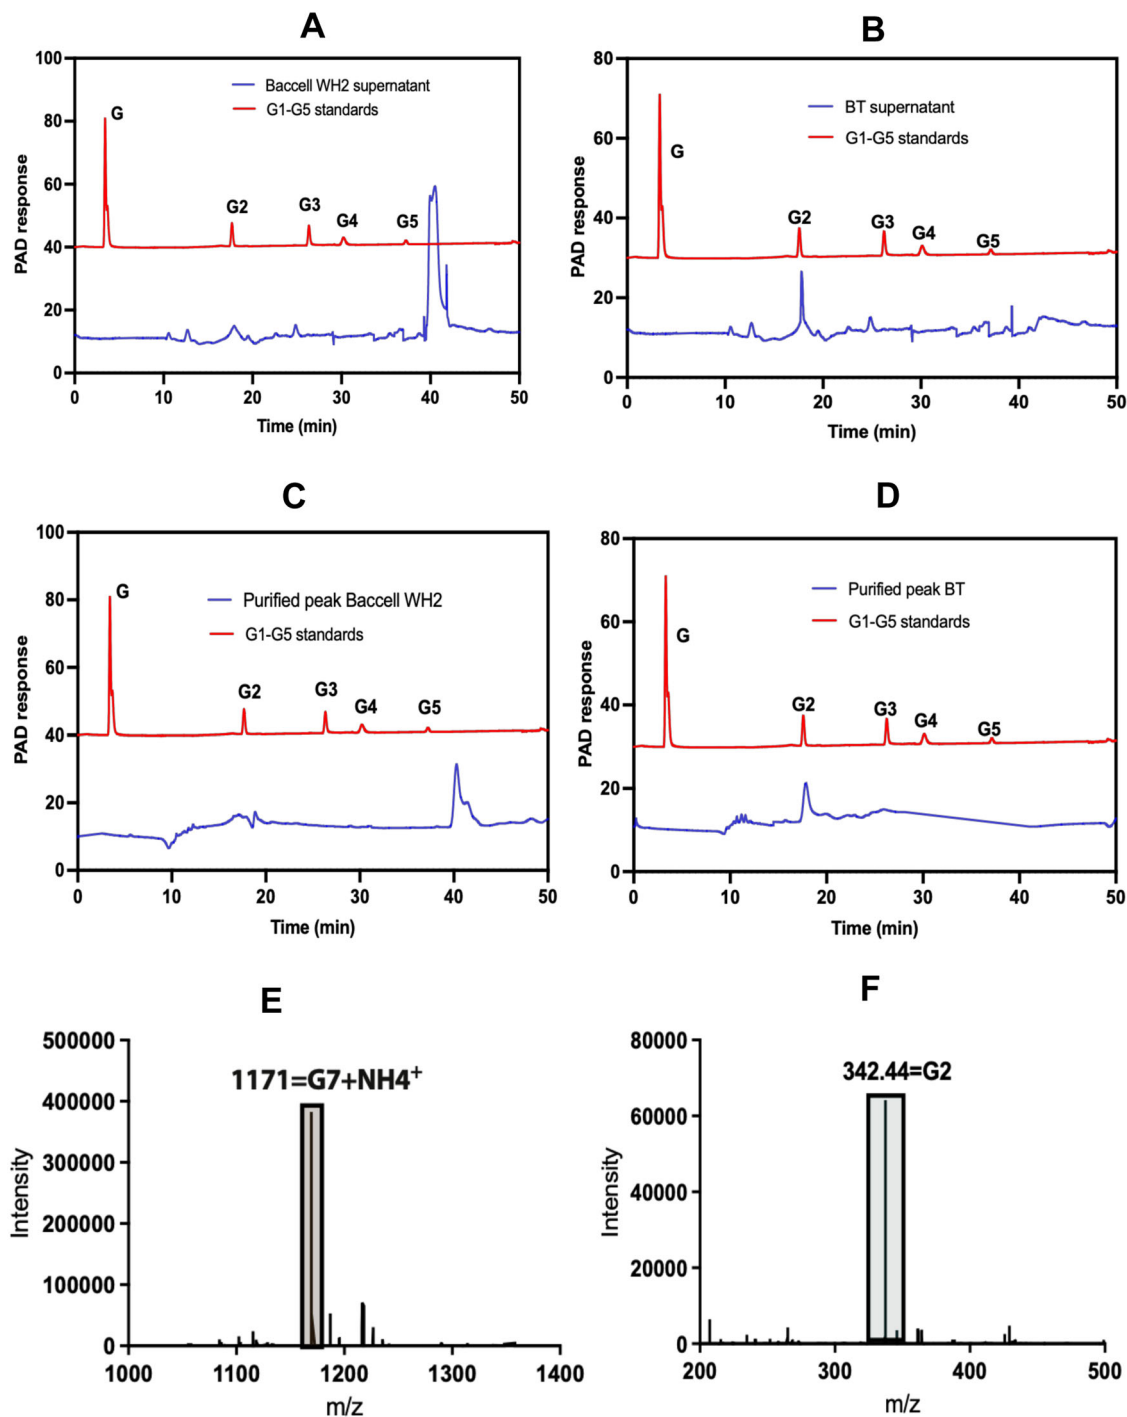 A
100
80
60
40
20
0
PAD response
Baccell WH2 supernatant
G1-G5 standards
G
G2
G3
G4
G5
0
10
20
30
40
50
Time (min)
B
80
60
40
20
0
PAD response
BT supernatant
G1-G5 standards
G
G2
G3
G4
G5
0
10
20
30
40
50
Time (min)
C
100
80
60
40
20
0
PAD response
Purified peak Baccell WH2
G1-G5 standards
G
G2
G3
G4
G5
0
10
20
30
40
50
Time (min)
D
80
60
40
20
0
PAD response
Purified peak BT
G1-G5 standards
G
G2
G3
G4
G5
0
10
20
30
40
50
Time (min)
E
500000
400000
300000
200000
100000
0
Intensity
1171=G7+NH4⁺
1000
1100
1200
1300
1400
m/z
F
80000
60000
40000
20000
0
Intensity
342.44=G2
200
300
400
500
m/z